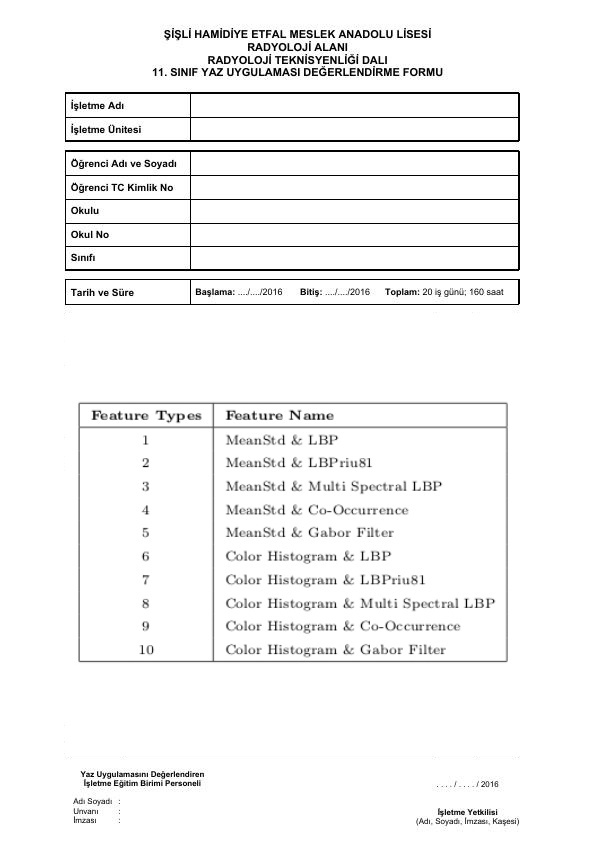 ŞİŞLİ HAMİDİYE ETFAL MESLEK ANADOLU LİSESİ
RADYOLOJİ ALANI
RADYOLOJİ TEKNİSYENLİĞİ DALI
11. SINIF YAZ UYGULAMASI DEĞERLENDİRME FORMU
İşletme Adı
İşletme Ünitesi
Öğrenci Adı ve Soyadı
Öğrenci TC Kimlik No
Okulu
Okul No
Sınıfı
Tarih ve Süre Başlama: ..../..../2016 Bitiş: ..../..../2016 Toplam: 20 iş günü; 160 saat
Feature Types Feature Name
1 MeanStd & LBP
2 MeanStd & LBPriu81
3 MeanStd & Multi Spectral LBP
4 MeanStd & Co-Occurrence
5 MeanStd & Gabor Filter
6 Color Histogram & LBP
7 Color Histogram & LBPriu81
8 Color Histogram & Multi Spectral LBP
9 Color Histogram & Co-Occurrence
10 Color Histogram & Gabor Filter
Yaz Uygulamasını Değerlendiren
İşletme Eğitim Birimi Personeli
. . . . / . . . . / 2016
Adı Soyadı :
Unvanı :
İmzası :
İşletme Yetkilisi
(Adı, Soyadı, İmzası, Kaşesi)